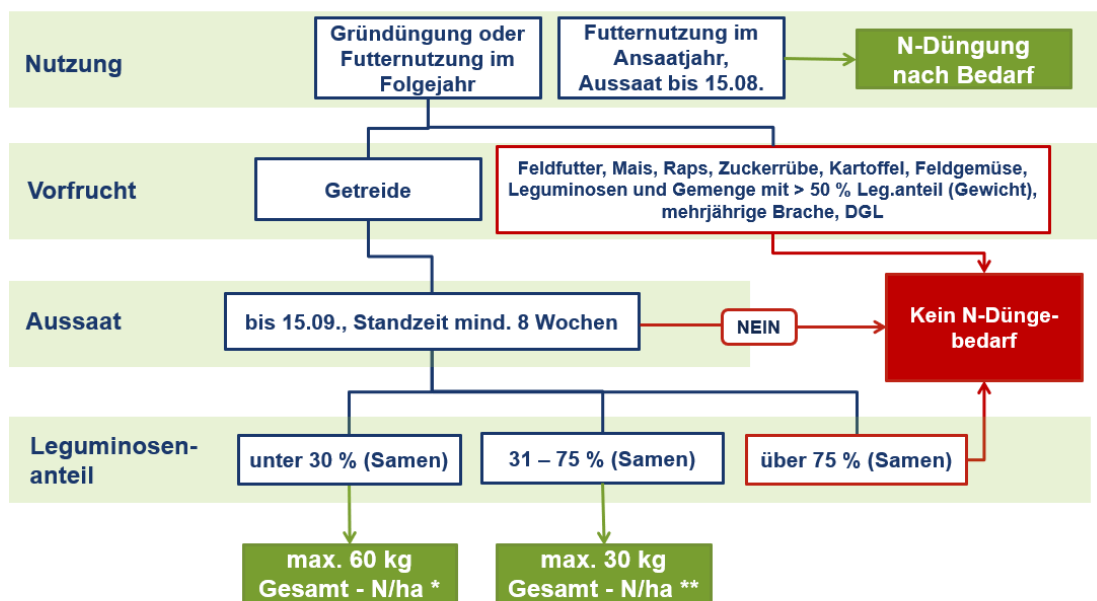 Nutzung
Gründüngung oder
Futternutzung im
Folgejahr
Futternutzung im
Ansaatjahr,
Aussaat bis 15.08.
N-Düngung
nach Bedarf
Vorfrucht
Getreide
Feldfutter, Mais, Raps, Zuckerrübe, Kartoffel, Feldgemüse,
Leguminosen und Gemenge mit > 50 % Leg.anteil (Gewicht),
mehrjährige Brache, DGL
Aussaat
bis 15.09., Standzeit mind. 8 Wochen
NEIN
Kein N-Dünge-
bedarf
Leguminosen-
anteil
unter 30 % (Samen)
31 – 75 % (Samen)
über 75 % (Samen)
max. 60 kg
Gesamt - N/ha *
max. 30 kg
Gesamt - N/ha **